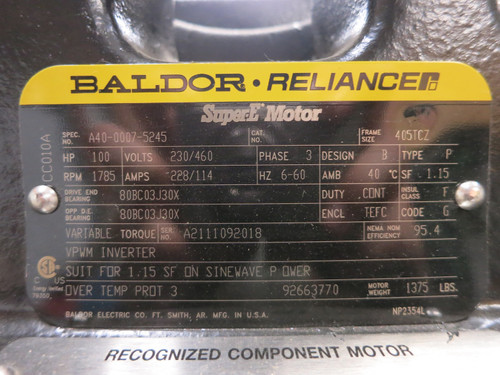 BALDOR · RELIANCE
Super-E Motor
CC010A
SPEC. NO. A40-0007-5245 CAT. NO. FRAME SIZE 405TCZ
HP 100 VOLTS 230/460 PHASE 3 DESIGN B TYPE P
RPM 1785 AMPS 228/114 HZ 6-60 AMB 40 °C SF 1.15
DRIVE END BEARING 80BC03J30X DUTY CONT INSUL CLASS F
OPP D.E. BEARING 80BC03J30X ENCL TEFC CODE G
VARIABLE TORQUE SER. NO. A2111092018 NEMA NOM EFFICIENCY 95.4
VPWM INVERTER
SUIT FOR 1.15 SF ON SINEWAVE P OWER
OVER TEMP PROT 3 92663770 MOTOR WEIGHT 1375 LBS.
C US
BALDOR ELECTRIC CO. FT. SMITH, AR. MFG. IN U.S.A. NP2354L
RECOGNIZED COMPONENT MOTOR